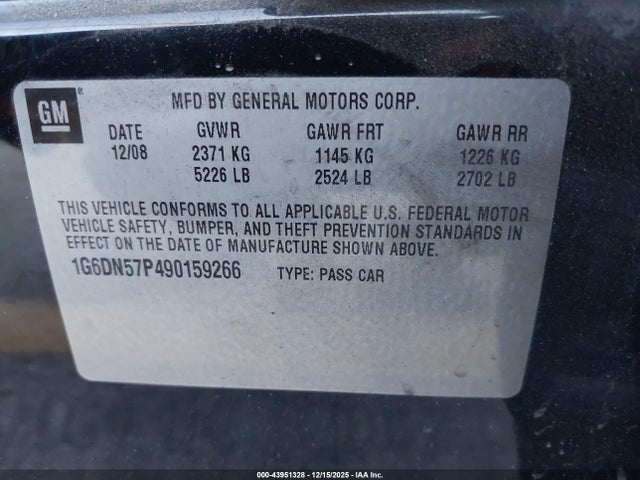 GM
MFD BY GENERAL MOTORS CORP.
DATE GVWR GAWR FRT GAWR RR
12/08 2371 KG 1145 KG 1226 KG
5226 LB 2524 LB 2702 LB
THIS VEHICLE CONFORMS TO ALL APPLICABLE U.S. FEDERAL MOTOR
VEHICLE SAFETY, BUMPER, AND THEFT PREVENTION STANDARDS IN
EFFECT ON THE DATE OF MANUFACTURE SHOWN ABOVE.
1G6DN57P490159266 TYPE: PASS CAR
000-43951328 - 12/15/2025 - IAA Inc.